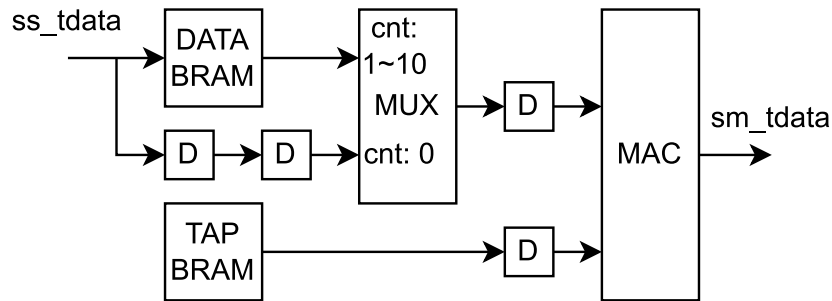 ss_tdata
DATA
BRAM
cnt:
1~10
MUX
cnt: 0
D
D
D
MAC
sm_tdata
TAP
BRAM
D